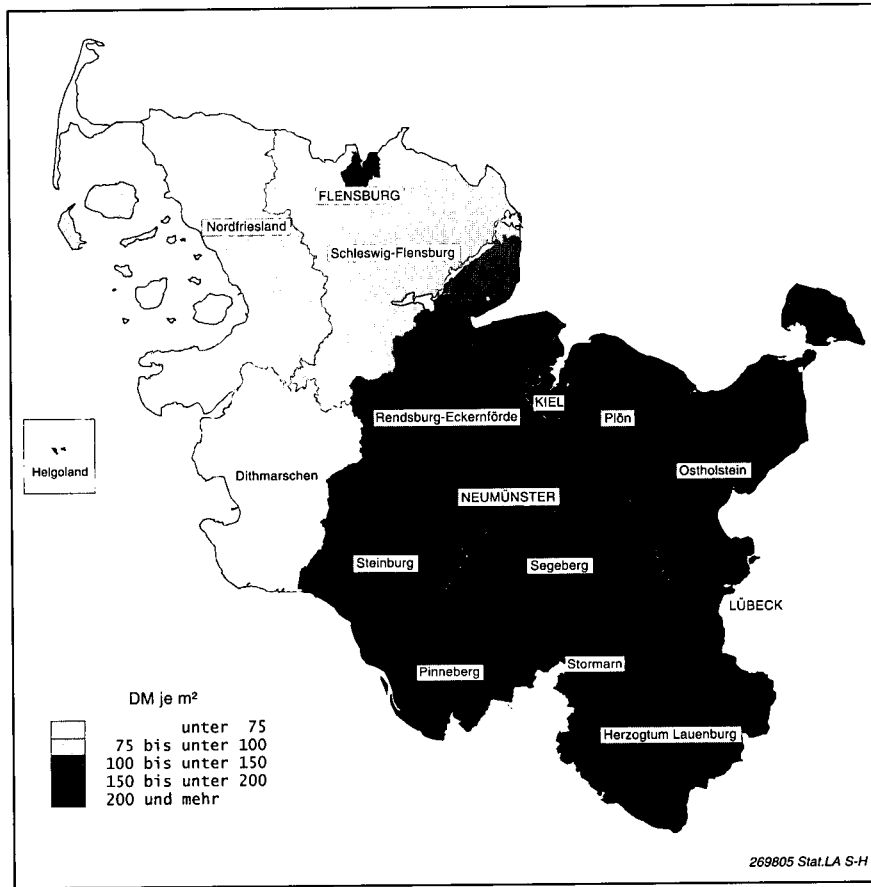 FLENSBURG
Nordfriesland
Schleswig-Flensburg
KIEL
Rendsburg-Eckernförde
Plön
Helgoland
Dithmarschen
Ostholstein
NEUMÜNSTER
Steinburg
Segeberg
LÜBECK
Pinneberg
Stormarn
DM je m²
unter 75
75 bis unter 100
100 bis unter 150
150 bis unter 200
200 und mehr
Herzogtum Lauenburg
269805 Stat.LA S-H